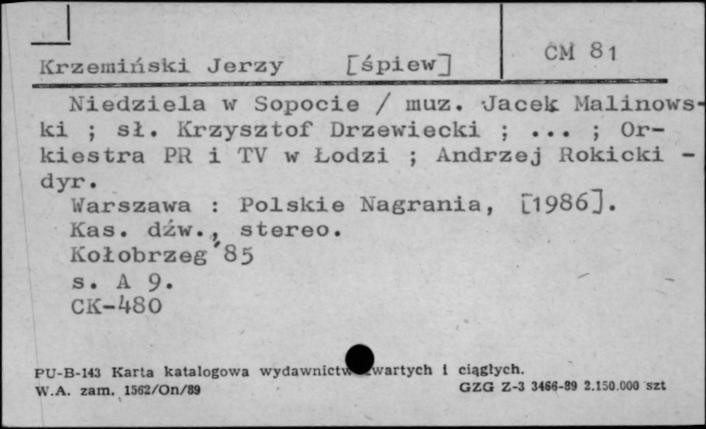 Krzemiński Jerzy [śpiew] CM 81
Niedziela w Sopocie / muz. Jacek Malinows-
ki ; sł. Krzysztof Drzewiecki ; ... ; Or-
kiestra PR i TV w Łodzi ; Andrzej Rokicki -
dyr.
Warszawa : Polskie Nagrania, [1986].
Kas. dźw., stereo.
Kołobrzeg '85
s. A 9.
CK-480
PU-B-143 Karta katalogowa wydawnictw zwartych i ciągłych.
W.A. zam. 1562/On/89 GZG Z-3 3466-89 2.150.000 szt